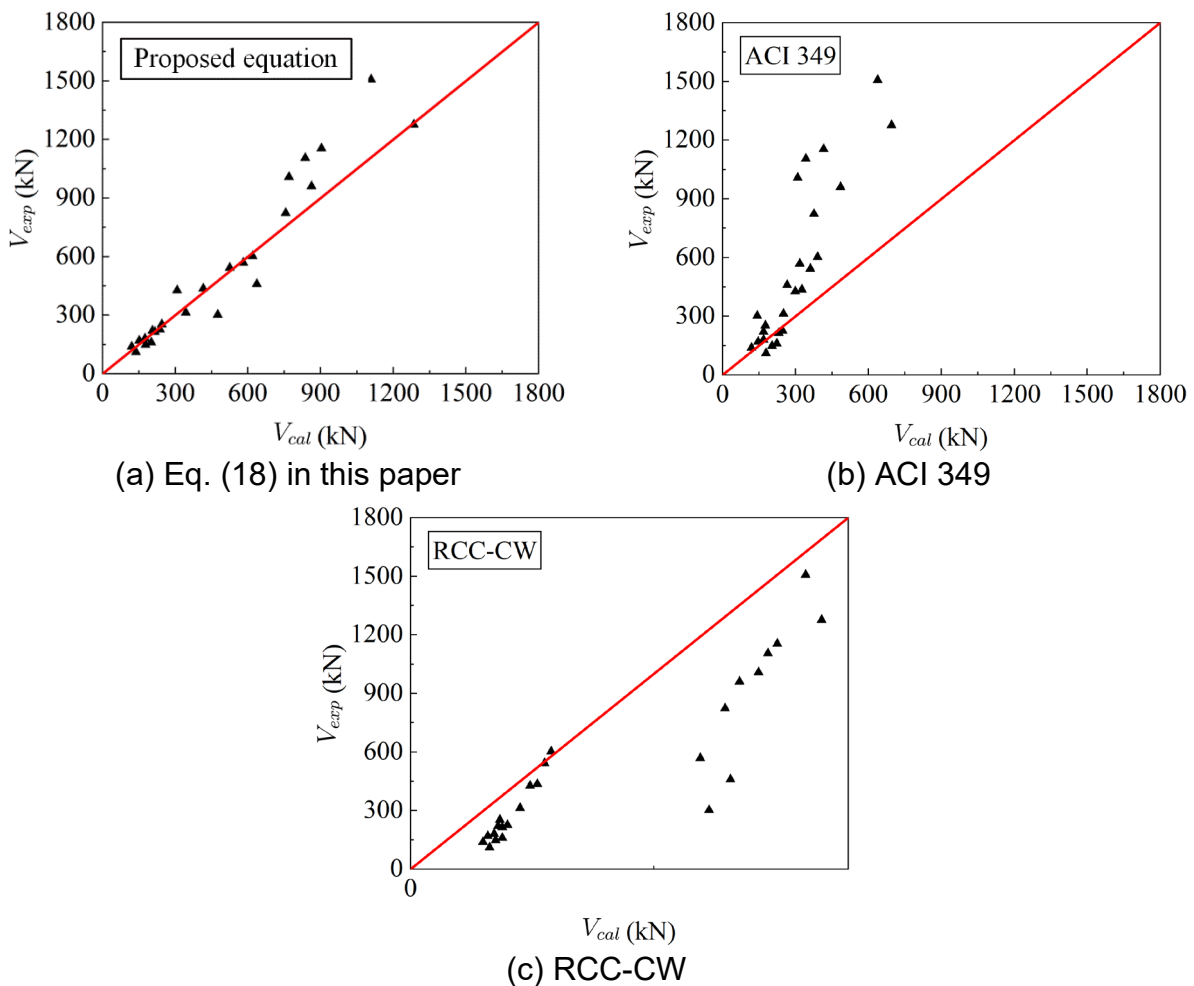 1800
1500
1200
900
600
300
0
V_exp (kN)
Proposed equation
0 300 600 900 1200 1500 1800
V_cal (kN)
(a) Eq. (18) in this paper
1800
1500
1200
900
600
300
0
V_exp (kN)
ACI 349
0 300 600 900 1200 1500 1800
V_cal (kN)
(b) ACI 349
1800
1500
1200
900
600
300
0
V_exp (kN)
RCC-CW
0
V_cal (kN)
(c) RCC-CW